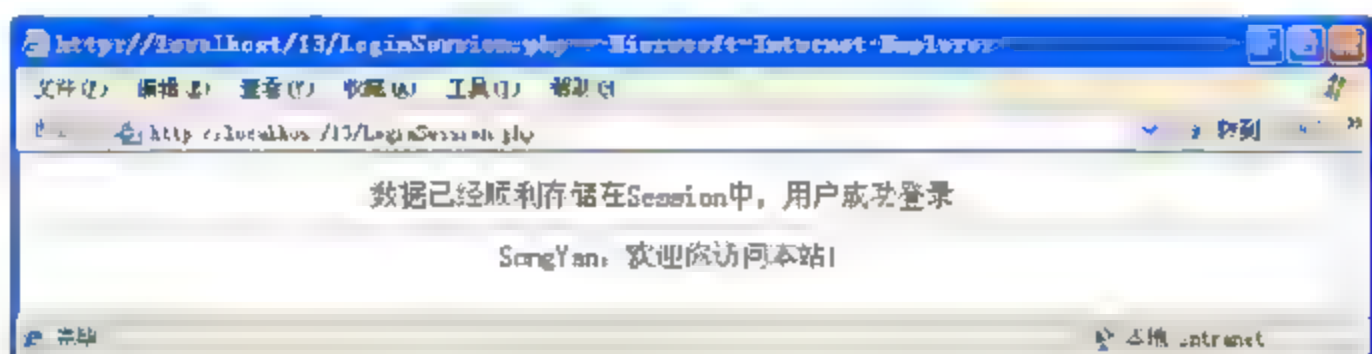 http://localhost/13/LoginSession.php - Microsoft Internet Explorer
文件(F) 编辑(E) 查看(V) 收藏(A) 工具(T) 帮助(H)
http://localhost/13/LoginSession.php 转到
数据已经顺利存储在Session中，用户成功登录
SongYan，欢迎您访问本站！
完毕 本地 Intranet